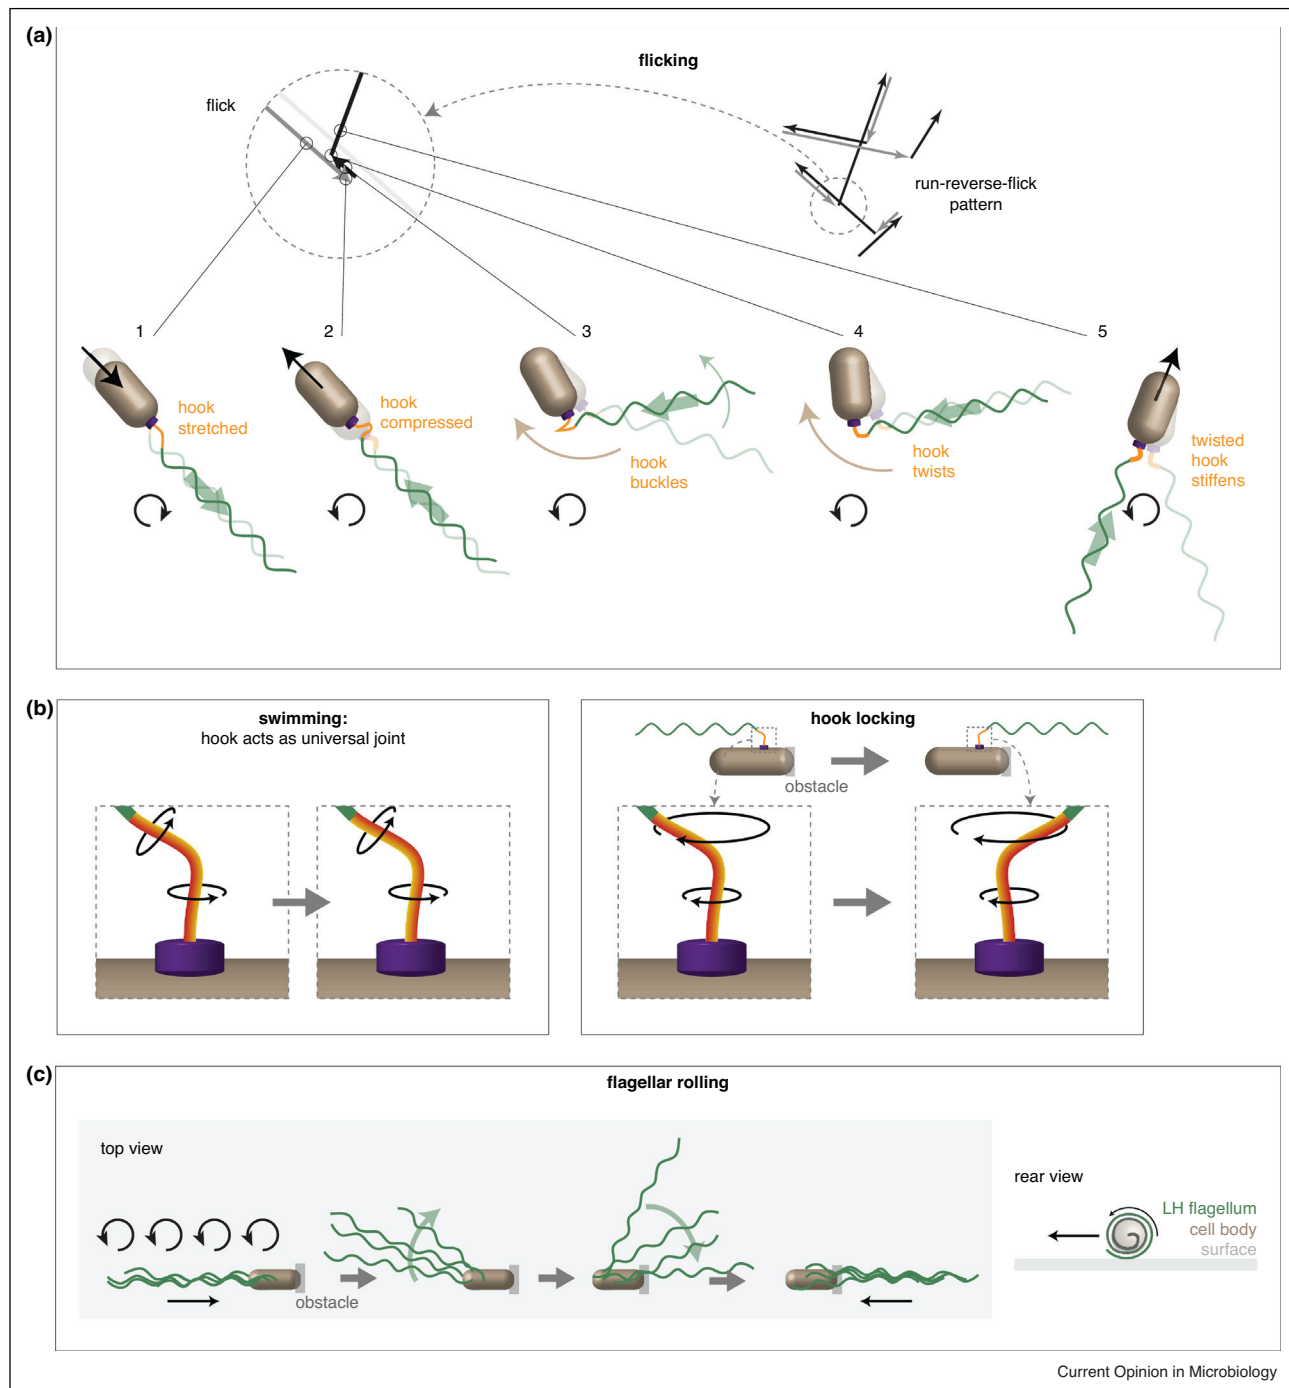 (a)
flicking
flick
run-reverse-flick
pattern
1
2
3
4
5
hook
stretched
hook
compressed
hook
buckles
hook
twists
twisted
hook
stiffens
(b)
swimming:
hook acts as universal joint
hook locking
obstacle
(c)
flagellar rolling
top view
obstacle
rear view
LH flagellum
cell body
surface
Current Opinion in Microbiology